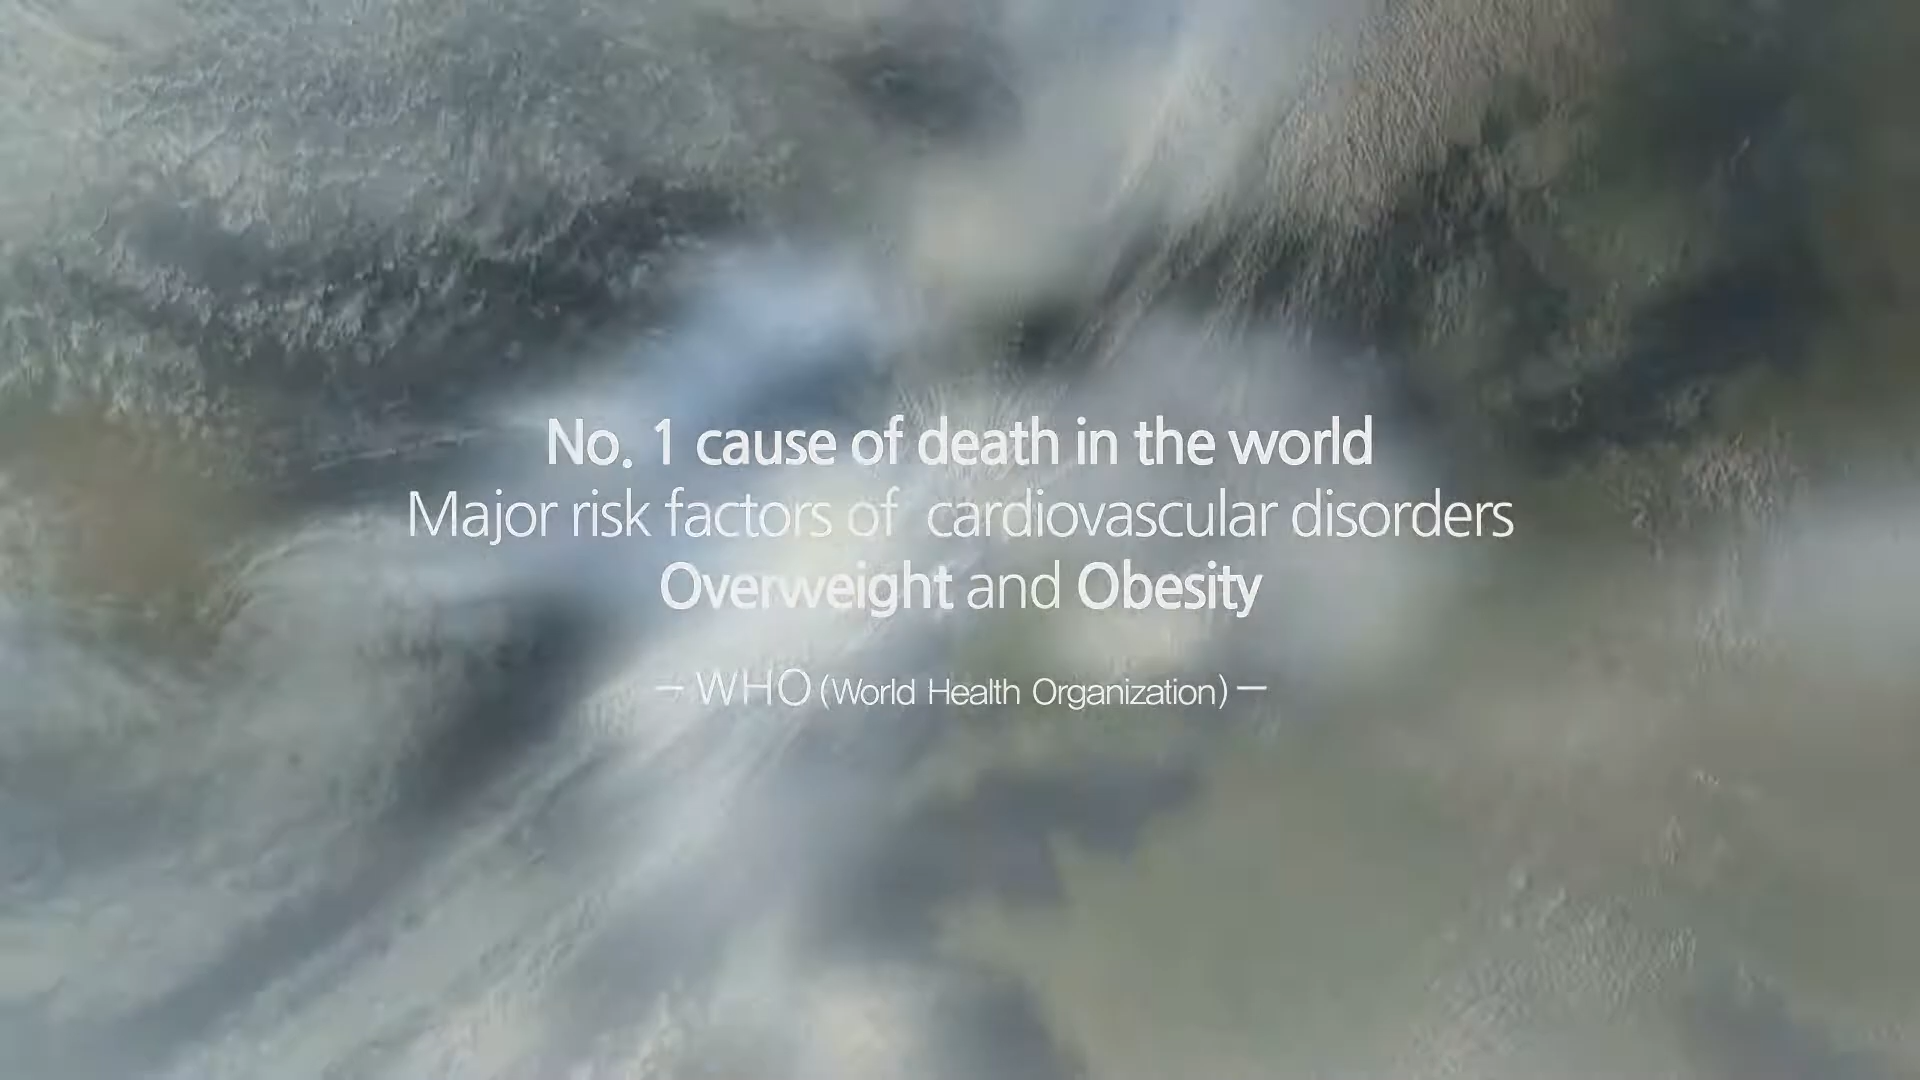 No. 1 cause of death in the world
Major risk factors of cardiovascular disorders
Overweight and Obesity
– WHO (World Health Organization) –